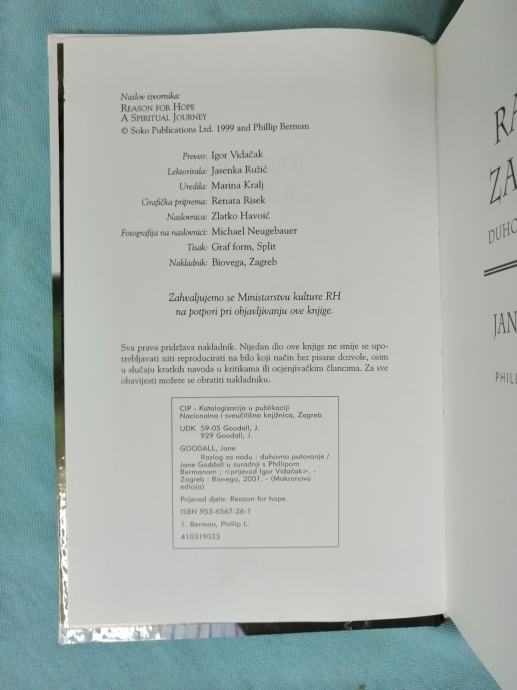 Naslov izvornika:
REASON FOR HOPE
A SPIRITUAL JOURNEY
© Soko Publications Ltd. 1999 and Phillip Berman
Preveo: Igor Vidačak
Lektorirala: Jasenka Ružić
Uredila: Marina Kralj
Grafička priprema: Renata Risek
Naslovnica: Zlatko Havoić
Fotografija na naslovnici: Michael Neugebauer
Tisak: Graf form, Split
Nakladnik: Biovega, Zagreb
Zahvaljujemo se Ministarstvu kulture RH
na potpori pri objavljivanju ove knjige.
Sva prava pridržava nakladnik. Nijedan dio ove knjige ne smije se upo-
trebljavati niti reproducirati na bilo koji način bez pisane dozvole, osim
u slučaju kratkih navoda u kritikama ili ocjenjivačkim člancima. Za sve
obavijesti možete se obratiti nakladniku.
CIP - Katalogizacija u publikaciji
Nacionalna i sveučilišna knjižnica, Zagreb
UDK 59-05 Goodall, J.
929 Goodall, J.
GOODALL, Jane
Razlog za nadu : duhovno putovanje /
Jane Goddall u suradnji s Phillipom
Bermanom ; <prijevod Igor Vidačak>. -
Zagreb : Biovega, 2001. - (Makronova
edicija)
Prijevod djela: Reason for hope.
ISBN 953-6567-26-1
1. Berman, Phillip L.
410319033
RA
ZA
DUHO
JAN
PHILL